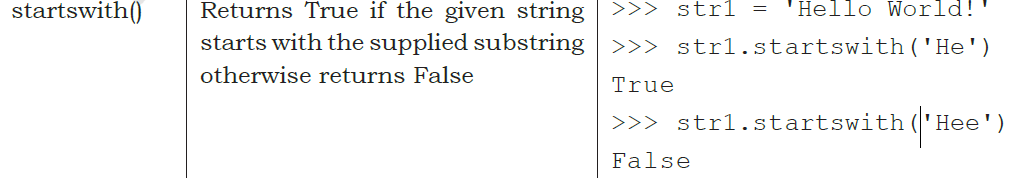 startswith()
Returns True if the given string
starts with the supplied substring
otherwise returns False
>>> str1 = 'Hello World!'
>>> str1.startswith('He')
True
>>> str1.startswith('Hee')
False